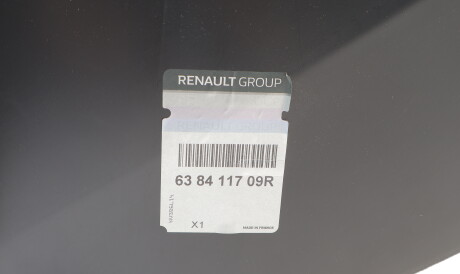 RENAULT GROUP
63 84 117 09R
X1
MADE IN FRANCE